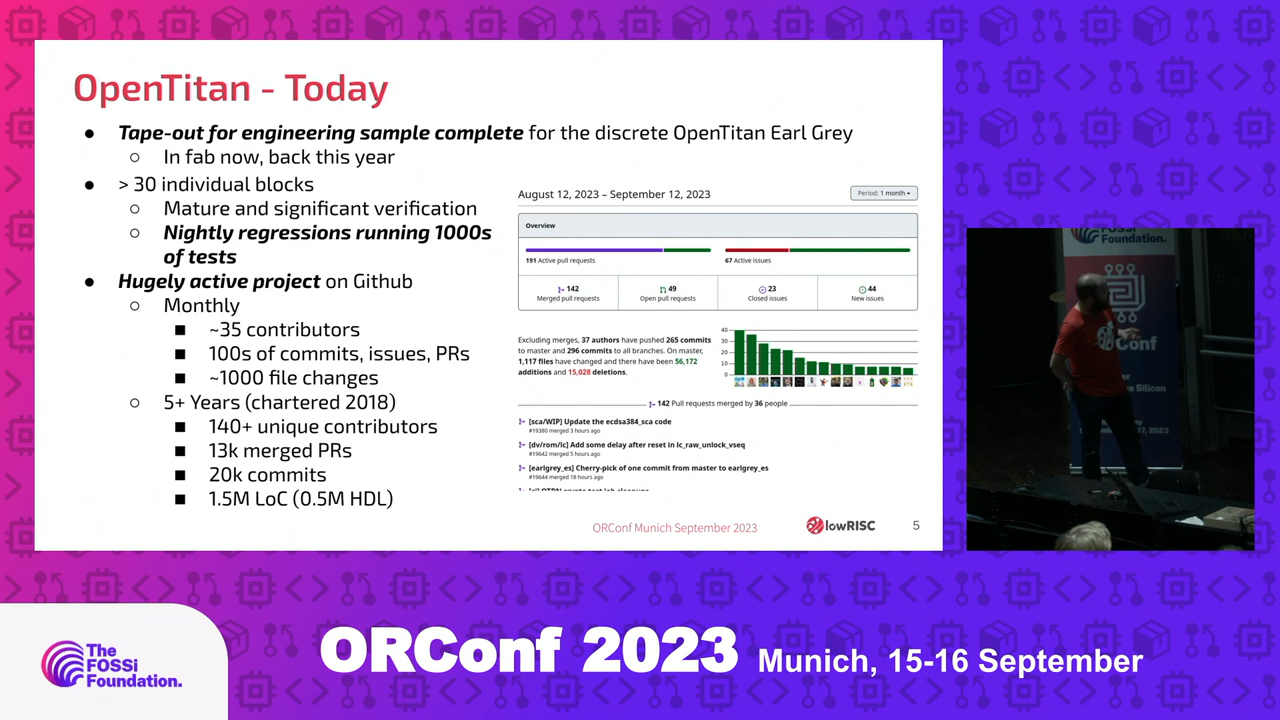 OpenTitan - Today
● Tape-out for engineering sample complete for the discrete OpenTitan Earl Grey
○ In fab now, back this year
● > 30 individual blocks
○ Mature and significant verification
○ Nightly regressions running 1000s
of tests
● Hugely active project on Github
○ Monthly
■ ~35 contributors
■ 100s of commits, issues, PRs
■ ~1000 file changes
○ 5+ Years (chartered 2018)
■ 140+ unique contributors
■ 13k merged PRs
■ 20k commits
■ 1.5M LoC (0.5M HDL)
August 12, 2023 – September 12, 2023
Period: 1 month
Overview
191 Active pull requests
67 Active issues
142
Merged pull requests
49
Open pull requests
23
Closed issues
44
New issues
Excluding merges, 37 authors have pushed 265 commits
to master and 296 commits to all branches. On master,
1,117 files have changed and there have been 56,172
additions and 15,028 deletions.
40
30
20
10
0
142 Pull requests merged by 36 people
[sca/WIP] Update the ecdsa384_sca code
#19380 merged 3 hours ago
[dv/rom/lc] Add some delay after reset in lc_raw_unlock_vseq
#19642 merged 5 hours ago
[earlgrey_es] Cherry-pick of one commit from master to earlgrey_es
#19644 merged 18 hours ago
ORConf Munich September 2023
lowRISC
5
Foundation.
Conf
Silicon
2023
The
FOSSi
Foundation.
ORConf 2023
Munich, 15-16 September